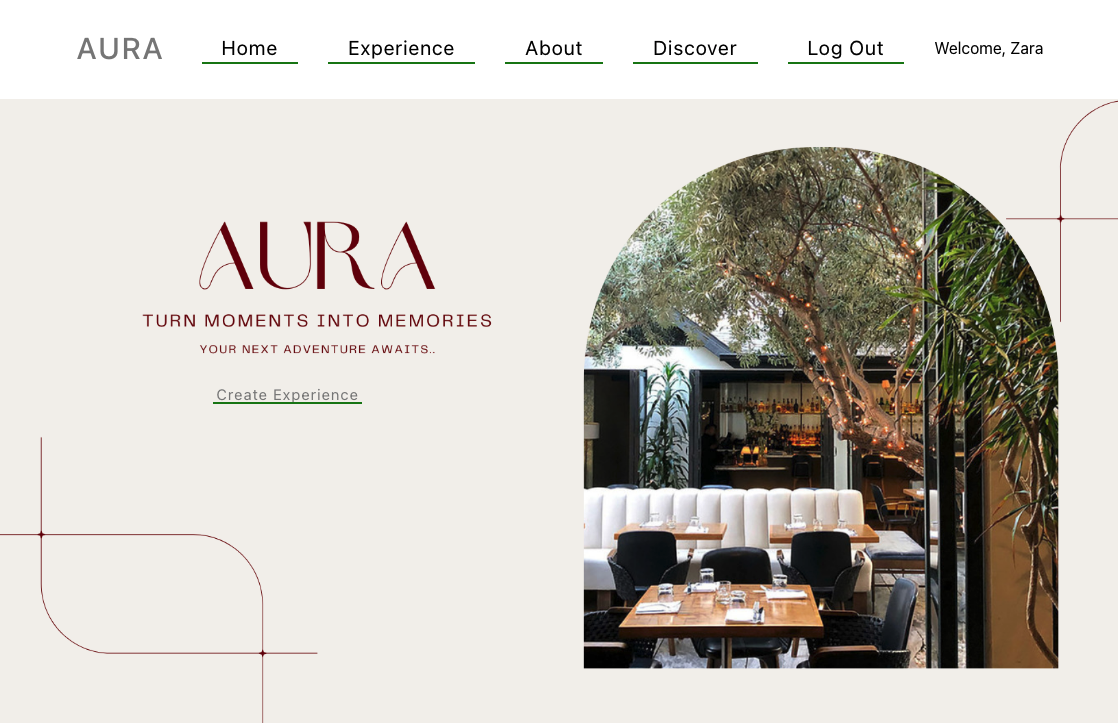 AURA Home Experience About Discover Log Out Welcome, Zara
AURA
TURN MOMENTS INTO MEMORIES
YOUR NEXT ADVENTURE AWAITS..
Create Experience